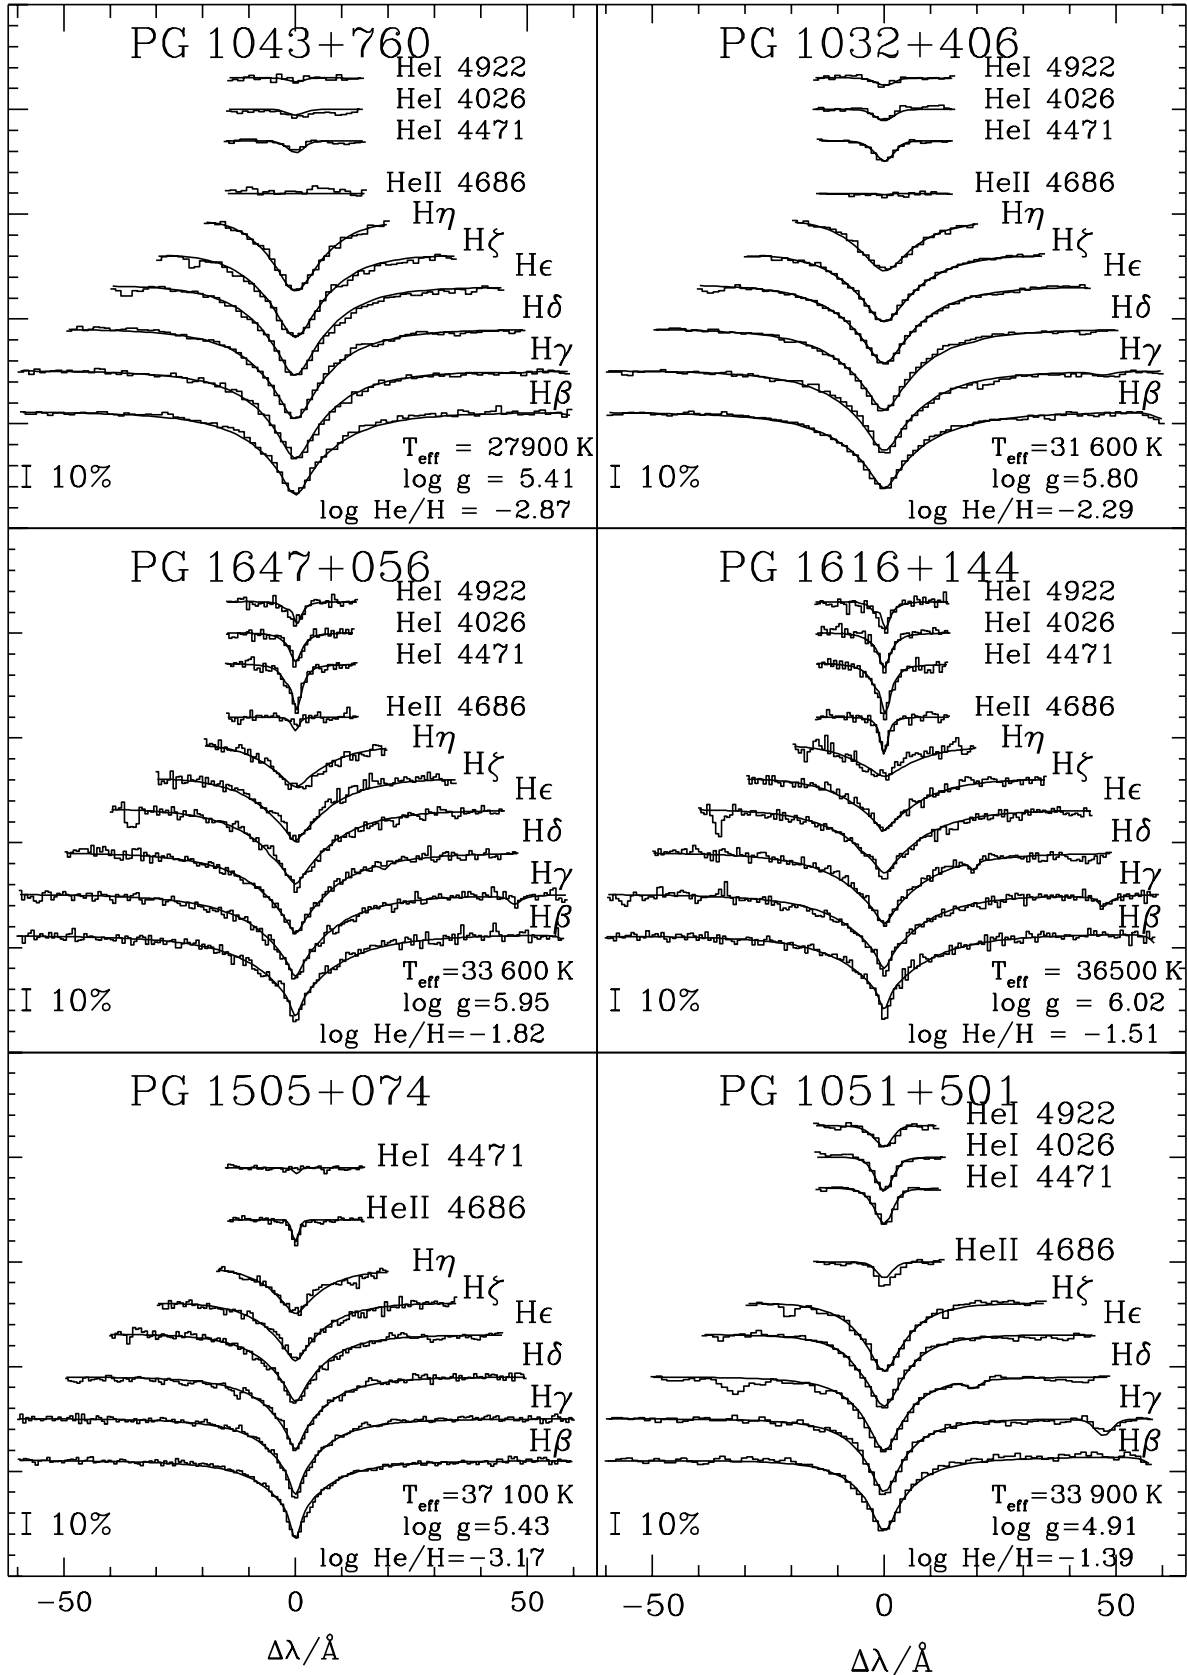 PG 1043+760
HeI 4922
HeI 4026
HeI 4471
HeII 4686
Hη
Hζ
Hϵ
Hδ
Hγ
Hβ
T_eff = 27900 K
I 10%
log g = 5.41
log He/H = −2.87
PG 1032+406
HeI 4922
HeI 4026
HeI 4471
HeII 4686
Hη
Hζ
Hϵ
Hδ
Hγ
Hβ
T_eff=31 600 K
I 10%
log g=5.80
log He/H=−2.29
PG 1647+056
HeI 4922
HeI 4026
HeI 4471
HeII 4686
Hη
Hζ
Hϵ
Hδ
Hγ
Hβ
T_eff=33 600 K
I 10%
log g=5.95
log He/H=−1.82
PG 1616+144
HeI 4922
HeI 4026
HeI 4471
HeII 4686
Hη
Hζ
Hϵ
Hδ
Hγ
Hβ
T_eff = 36500 K
I 10%
log g = 6.02
log He/H = −1.51
PG 1505+074
HeI 4471
HeII 4686
Hη
Hζ
Hϵ
Hδ
Hγ
Hβ
T_eff=37 100 K
I 10%
log g=5.43
log He/H=−3.17
PG 1051+501
HeI 4922
HeI 4026
HeI 4471
HeII 4686
Hζ
Hϵ
Hδ
Hγ
Hβ
T_eff=33 900 K
I 10%
log g=4.91
log He/H=−1.39
−50 0 50
Δλ/Å
−50 0 50
Δλ/Å